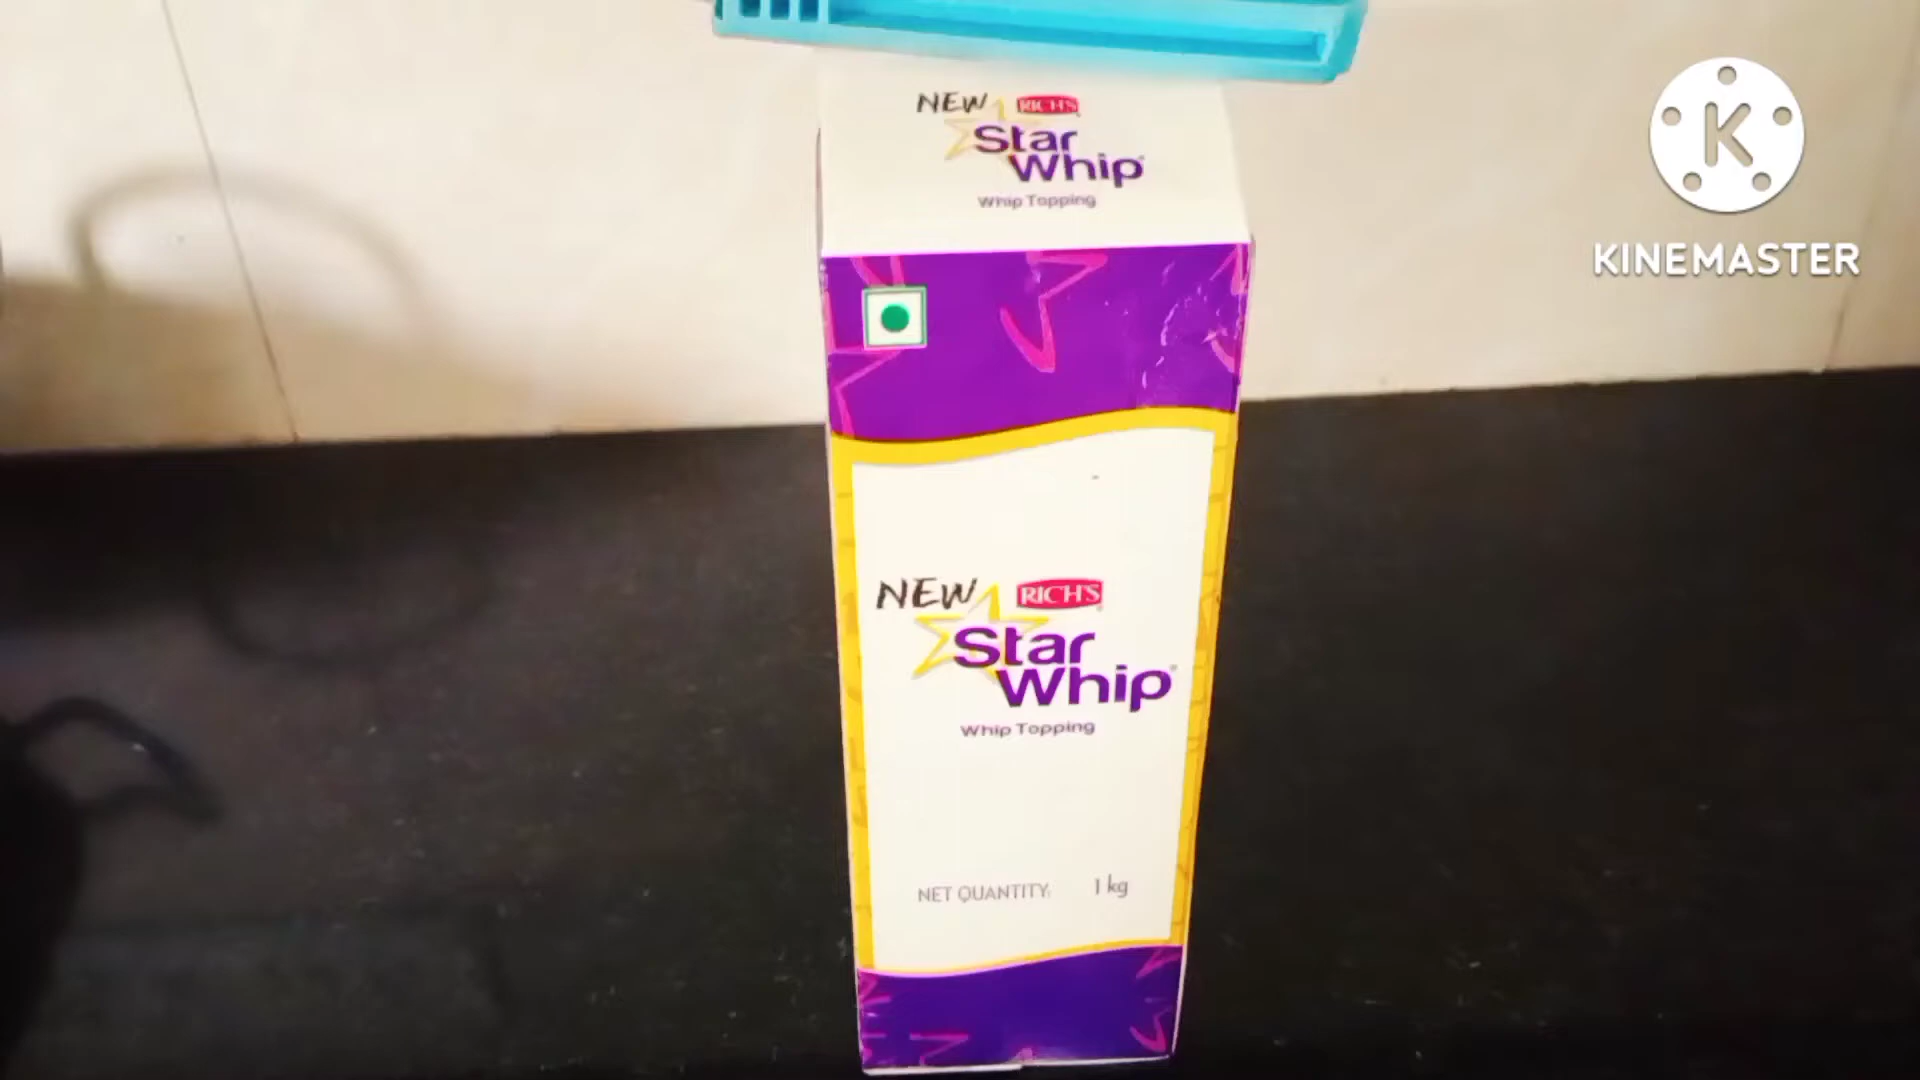 NEW RICH'S
Star
Whip
Whip Topping
NEW RICH'S
Star
Whip
Whip Topping
NET QUANTITY: 1 kg
K
KINEMASTER